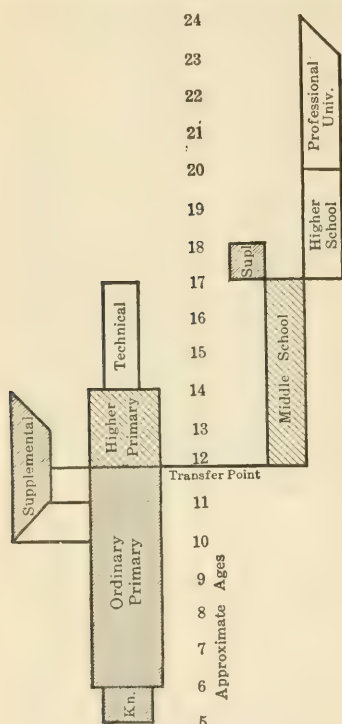 24
23
22
21
20
19
18
17
16
15
14
13
12
Transfer Point
11
10
9
8
7
6
5
Approximate Ages
Professional
Univ.
Higher
School
Supl
Middle School
Technical
Higher
Primary
Supplemental
Ordinary
Primary
Kn.